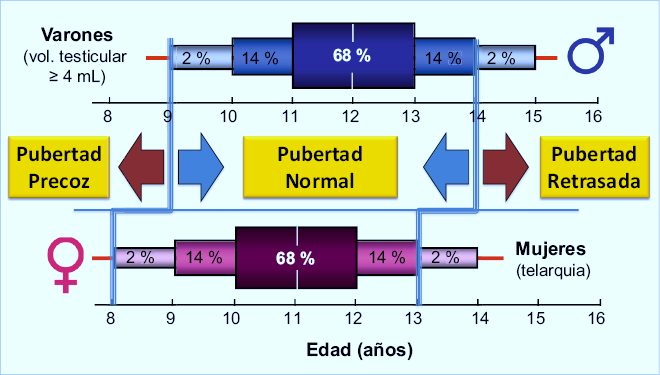 Varones
(vol. testicular
≥ 4 mL)
2 % 14 % 68 % 14 % 2 %
8 9 10 11 12 13 14 15 16
Pubertad
Precoz
Pubertad
Normal
Pubertad
Retrasada
2 % 14 % 68 % 14 % 2 %
Mujeres
(telarquia)
8 9 10 11 12 13 14 15 16
Edad (años)